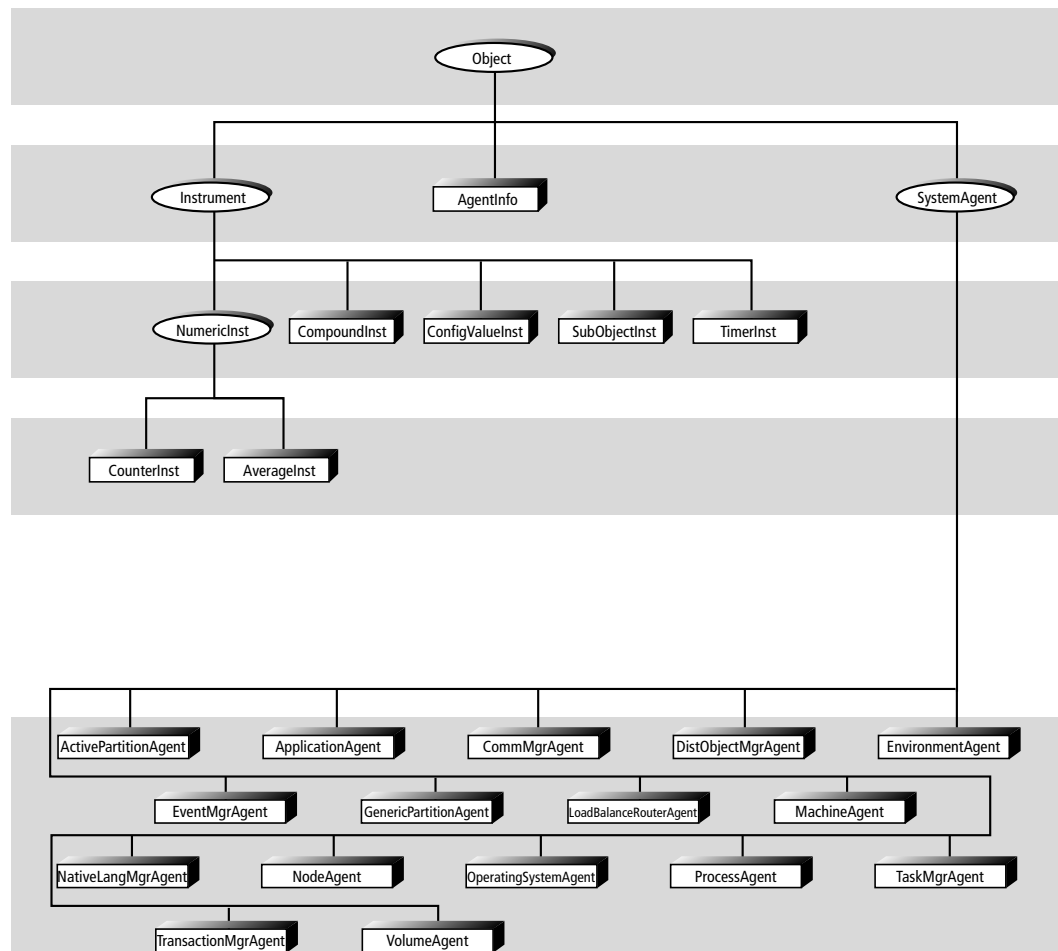 Object
Instrument
AgentInfo
SystemAgent
NumericInst
CompoundInst
ConfigValueInst
SubObjectInst
TimerInst
CounterInst
AverageInst
ActivePartitionAgent
ApplicationAgent
CommMgrAgent
DistObjectMgrAgent
EnvironmentAgent
EventMgrAgent
GenericPartitionAgent
LoadBalanceRouterAgent
MachineAgent
NativeLangMgrAgent
NodeAgent
OperatingSystemAgent
ProcessAgent
TaskMgrAgent
TransactionMgrAgent
VolumeAgent